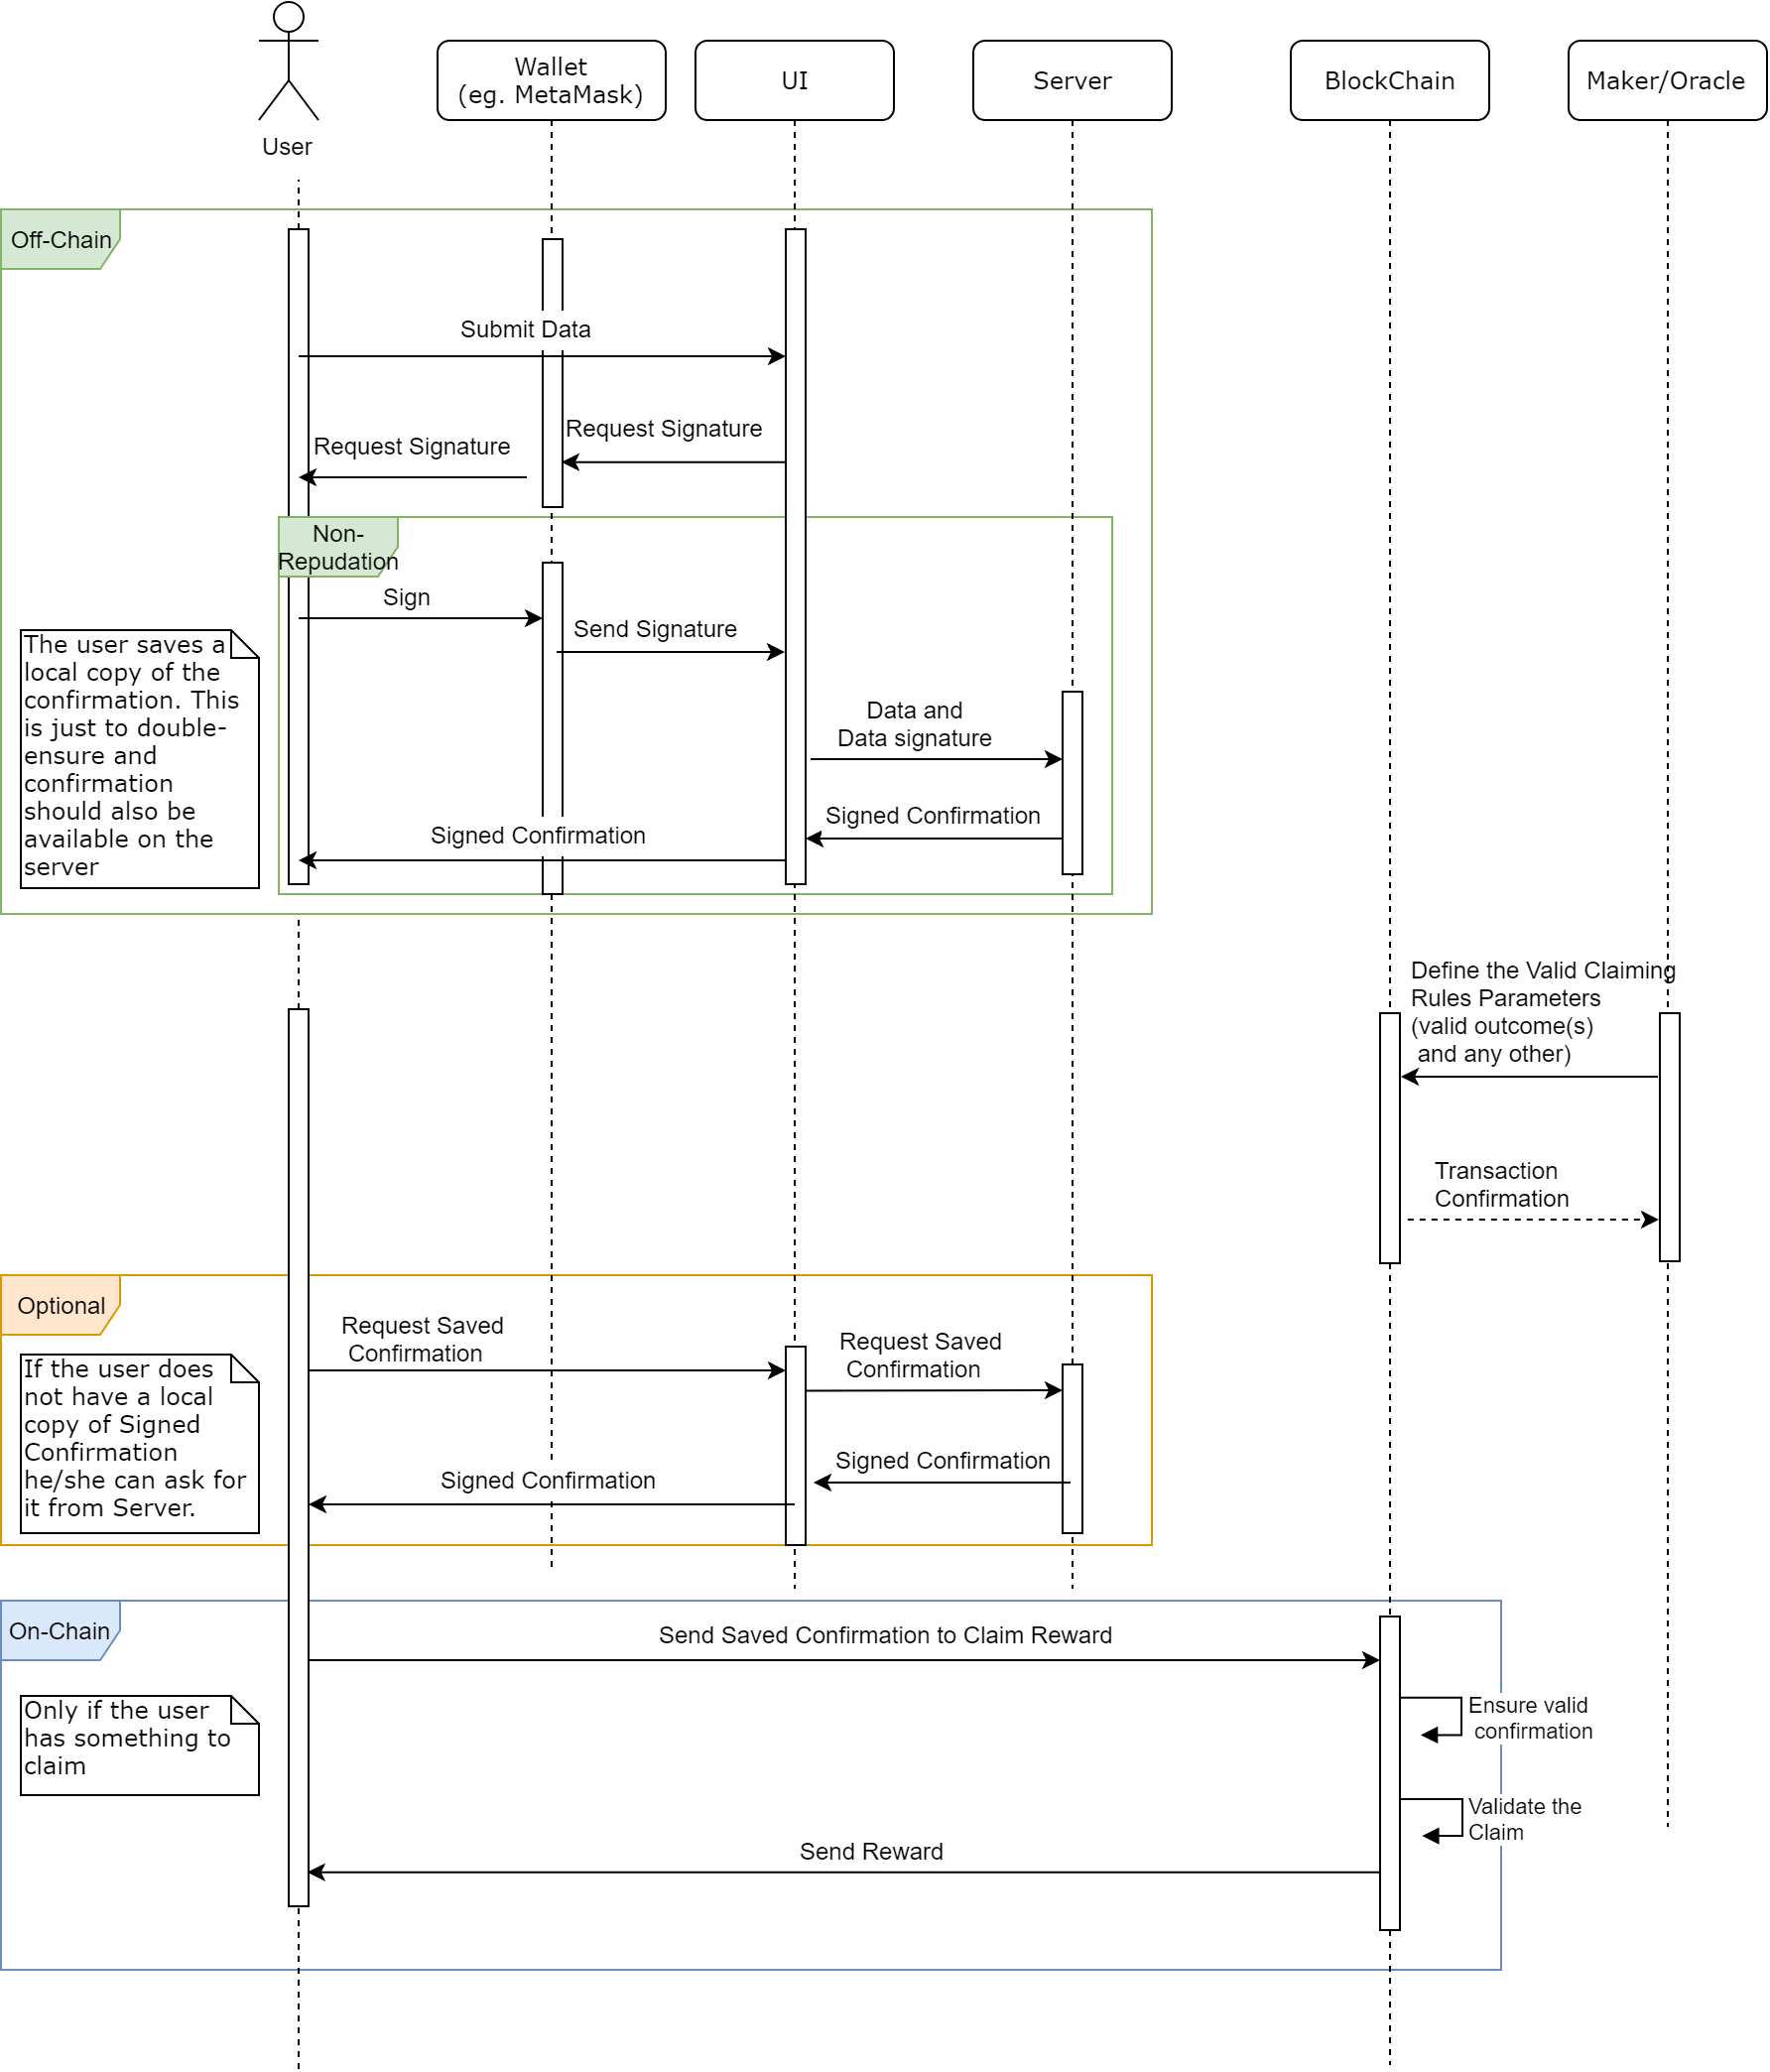 User
Wallet
(eg. MetaMask)
UI
Server
BlockChain
Maker/Oracle
Off-Chain
Submit Data
Request Signature
Request Signature
Non-
Repudation
Sign
Send Signature
The user saves a
local copy of the
confirmation. This
is just to double-
ensure and
confirmation
should also be
available on the
server
Data and
Data signature
Signed Confirmation
Signed Confirmation
Define the Valid Claiming
Rules Parameters
(valid outcome(s)
and any other)
Transaction
Confirmation
Optional
Request Saved
Confirmation
Request Saved
Confirmation
If the user does
not have a local
copy of Signed
Confirmation
he/she can ask for
it from Server.
Signed Confirmation
Signed Confirmation
On-Chain
Send Saved Confirmation to Claim Reward
Only if the user
has something to
claim
Ensure valid
confirmation
Validate the
Claim
Send Reward